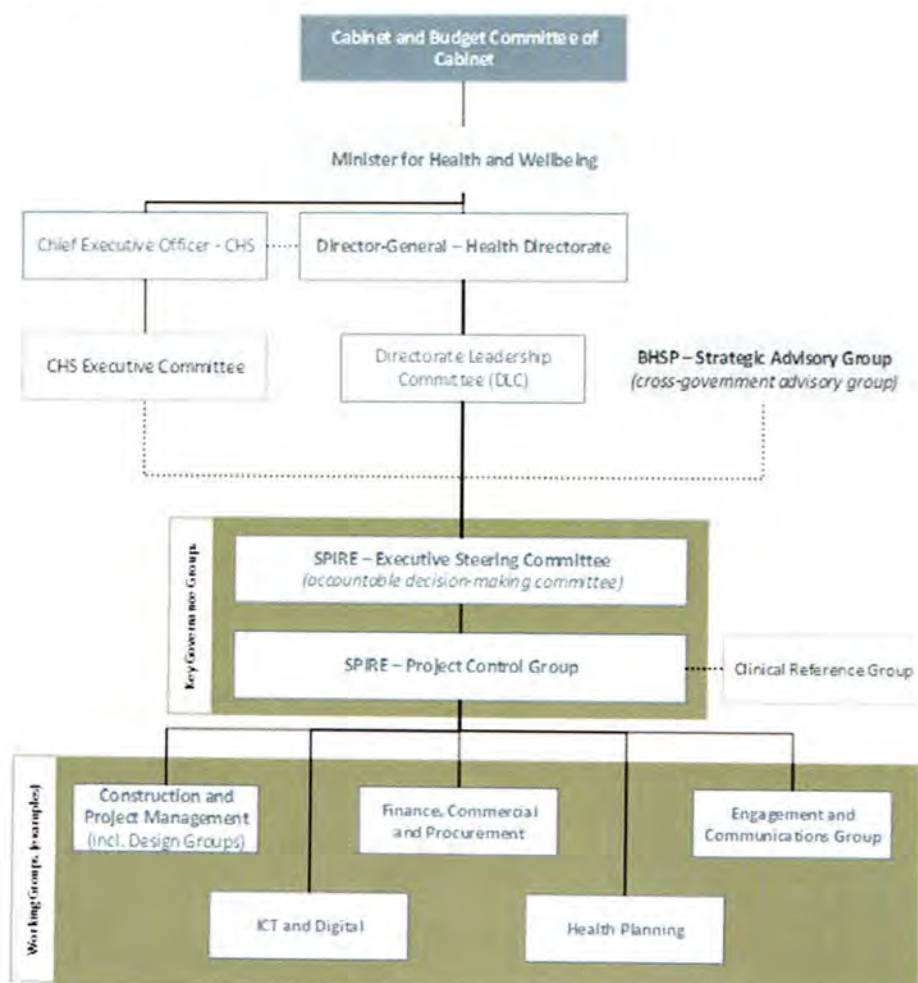 Cabinet and Budget Committee of
Cabinet
Minister for Health and Wellbeing
Chief Executive Officer - CHS
Director-General – Health Directorate
CHS Executive Committee
Directorate Leadership
Committee (DLC)
BHSP – Strategic Advisory Group
(cross-government advisory group)
Key Governance Groups
SPIRE – Executive Steering Committee
(accountable decision-making committee)
SPIRE – Project Control Group
Clinical Reference Group
Working Groups (examples)
Construction and
Project Management
(incl. Design Groups)
Finance, Commercial
and Procurement
Engagement and
Communications Group
ICT and Digital
Health Planning